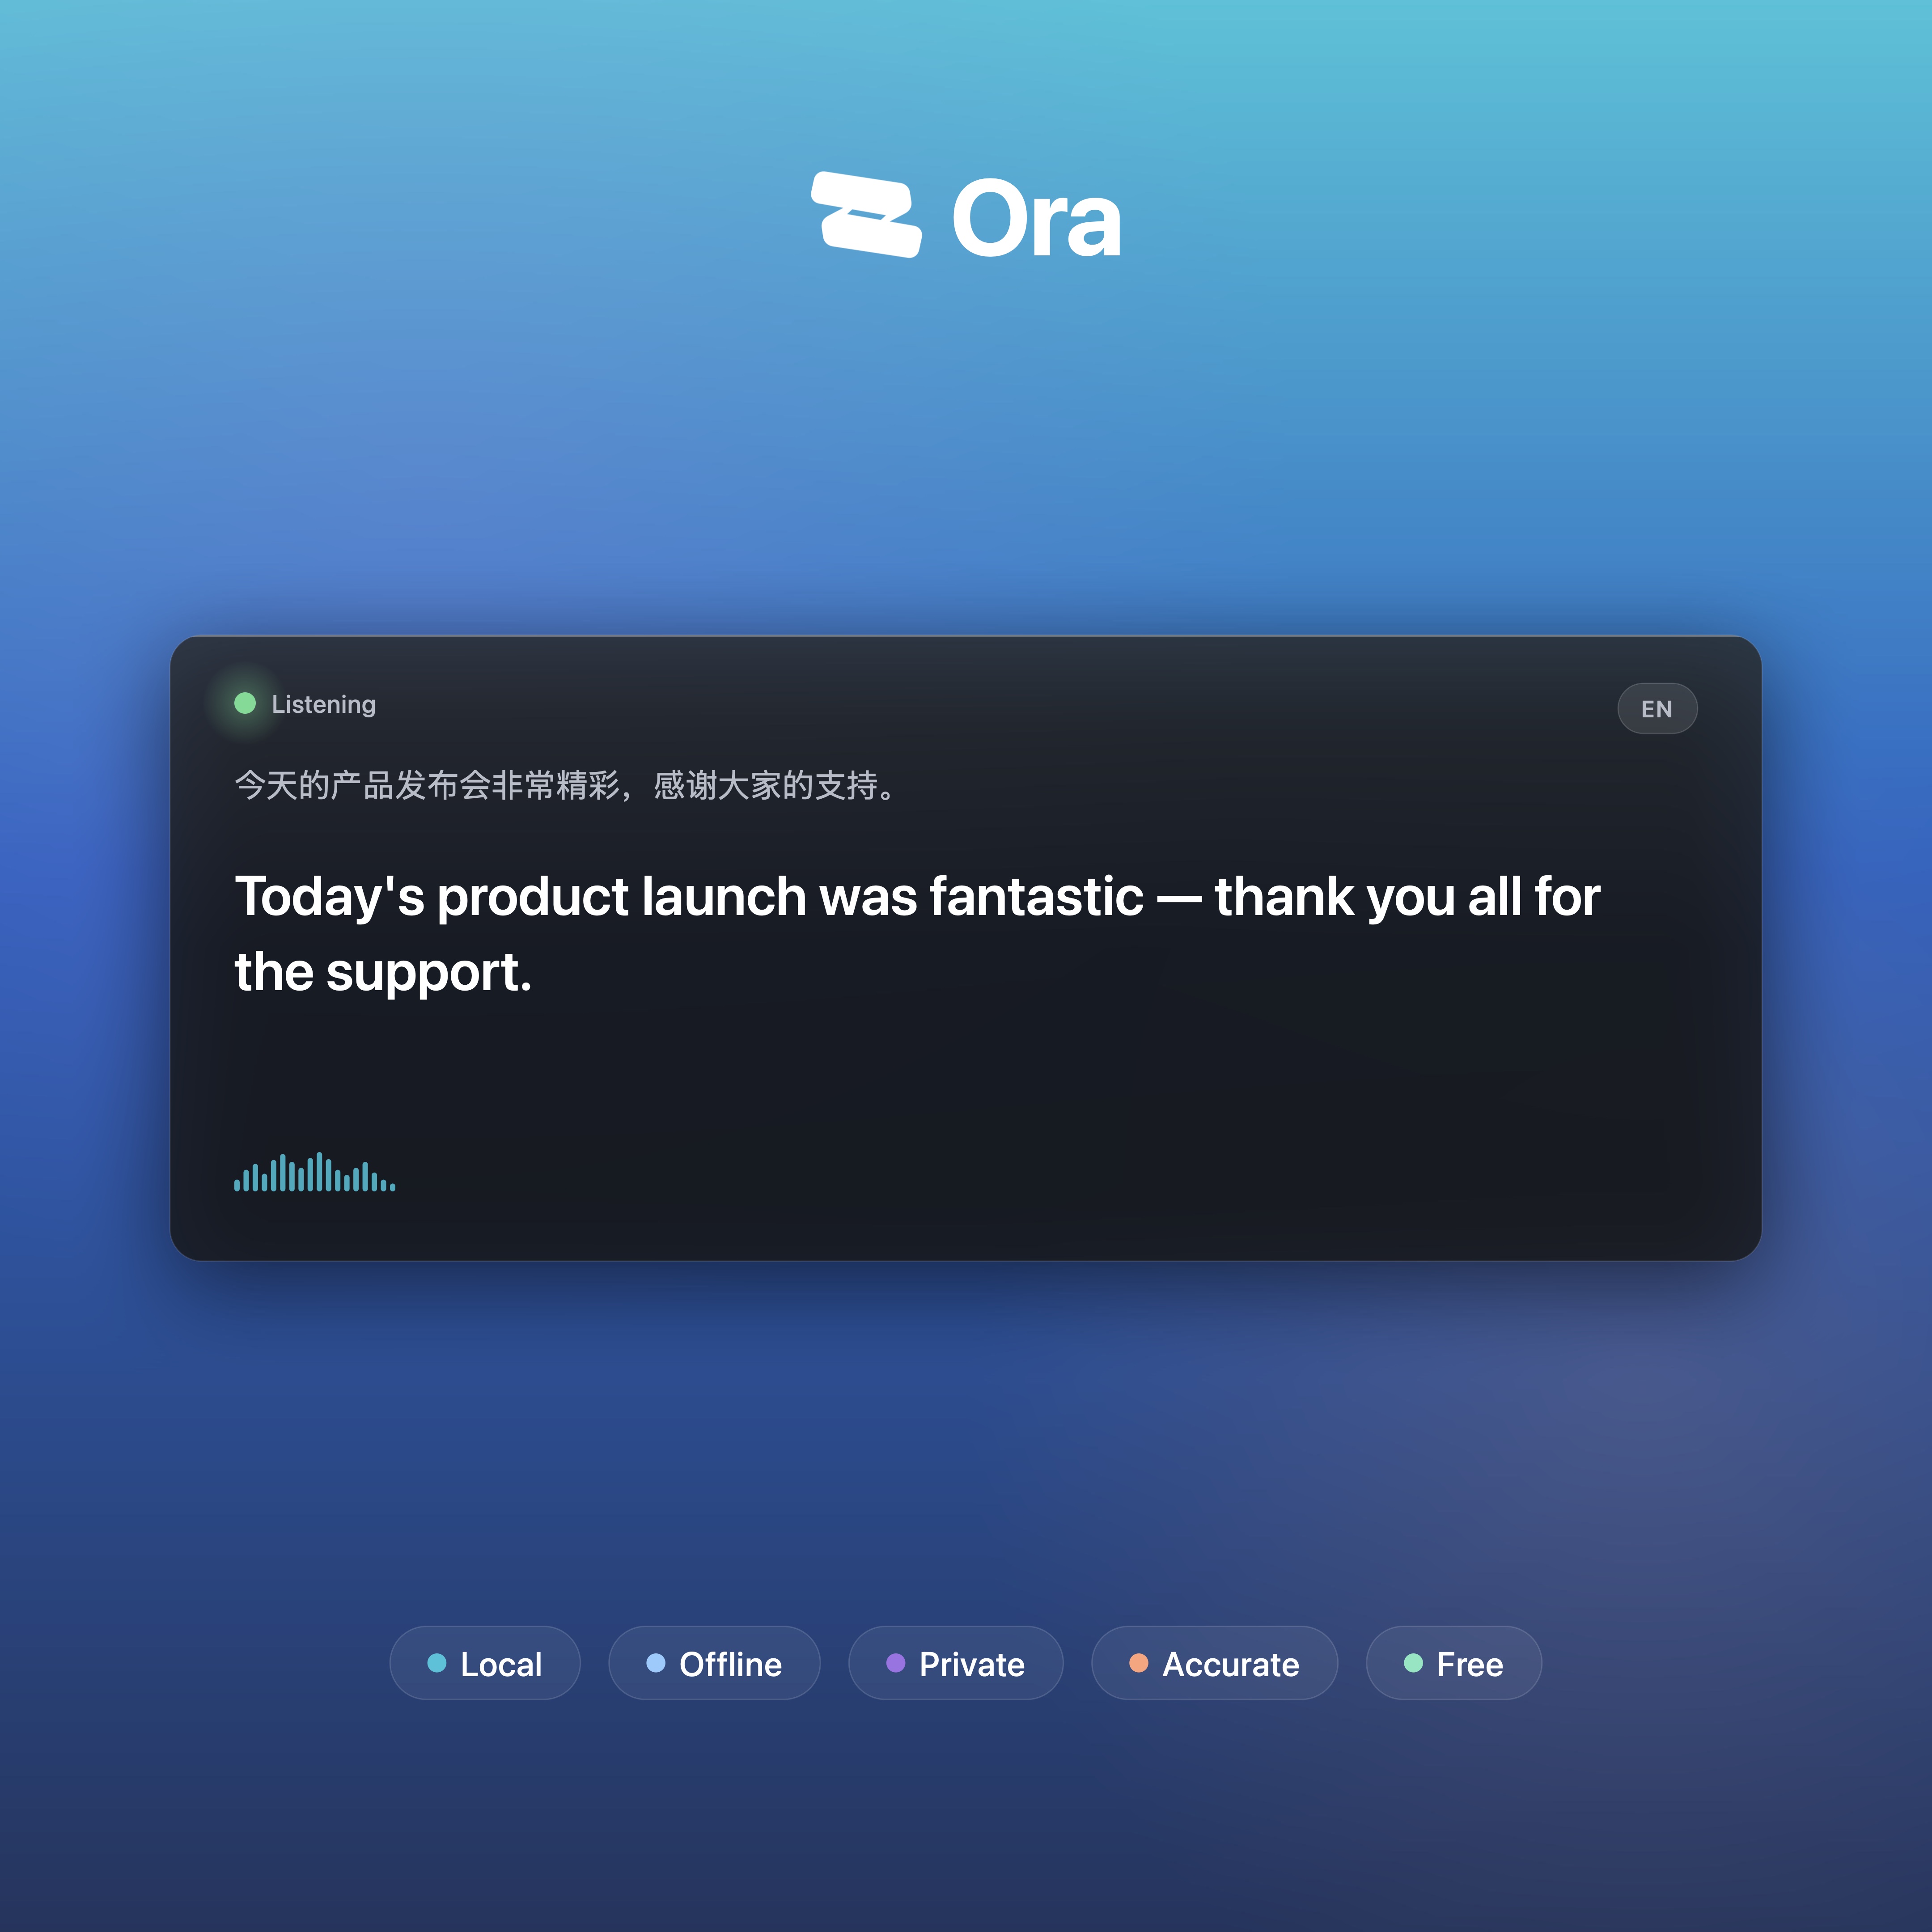 Ora
Listening
EN
今天的产品发布会非常精彩，感谢大家的支持。
Today's product launch was fantastic — thank you all for
the support.
Local
Offline
Private
Accurate
Free